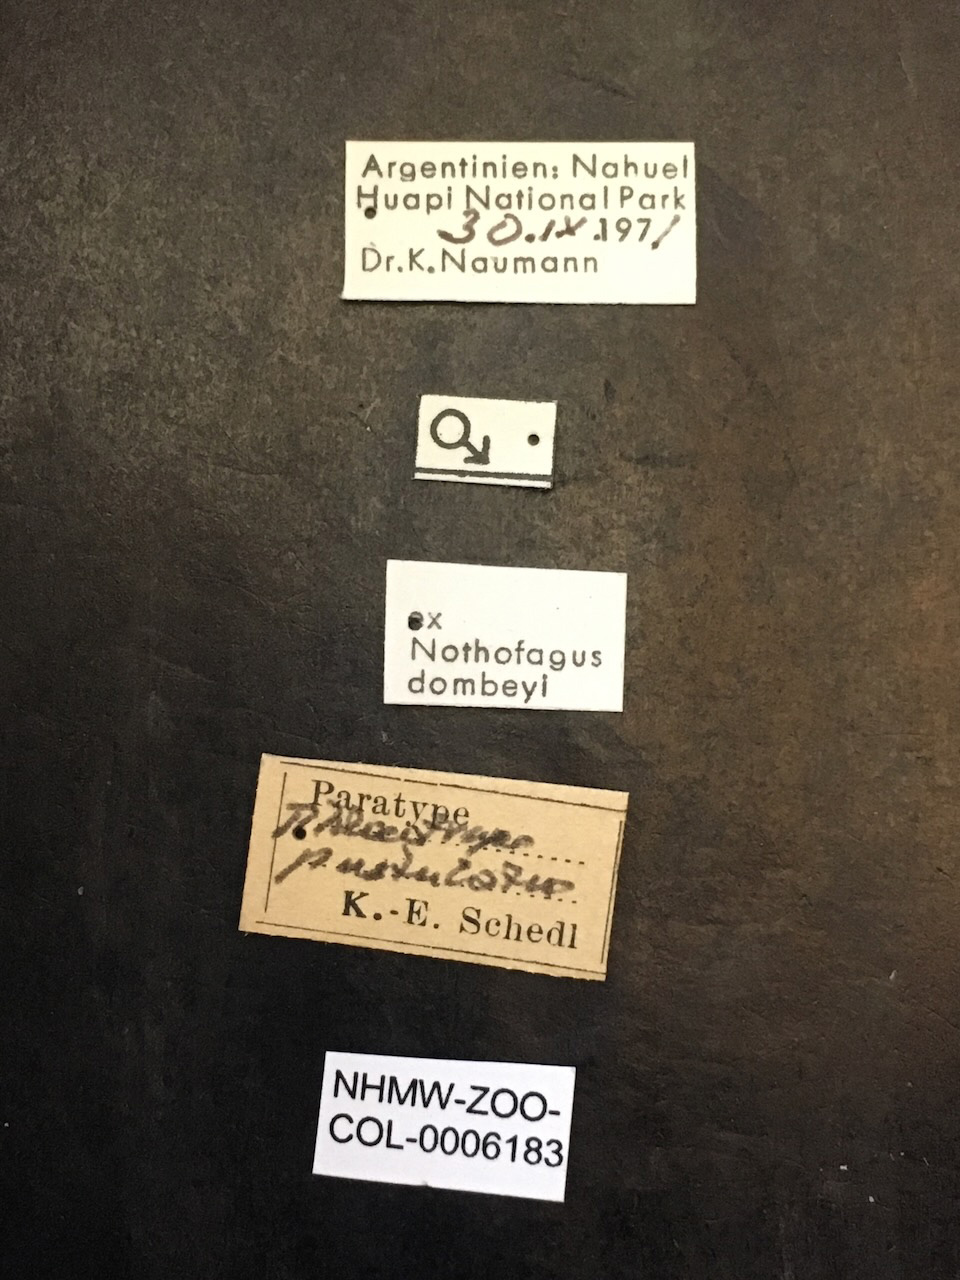 Argentinien: Nahuel
Huapi National Park
30.IX.1971
Dr.K.Naumann
♂
ex
Nothofagus
dombeyi
Paratype
pustulatus
K.-E. Schedl
NHMW-ZOO-
COL-0006183